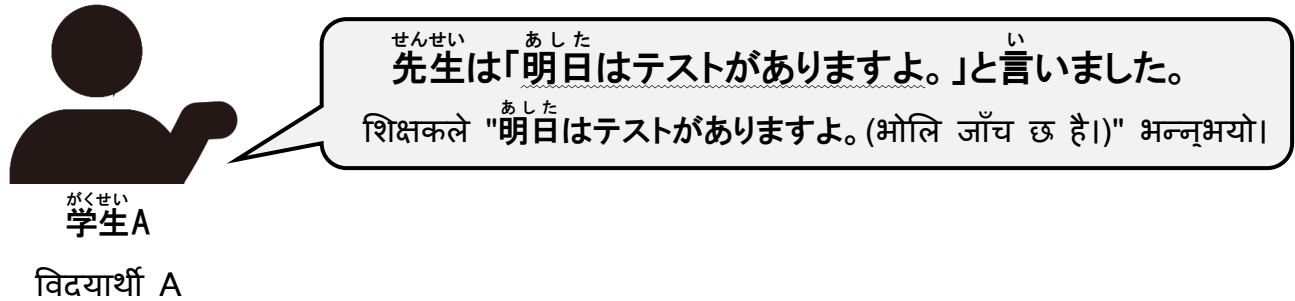 せんせい あした い
先生は「明日はテストがありますよ。」と言いました。
あした
शिक्षकले "明日はテストがありますよ。(भोलि जाँच छ है।)" भन्नुभयो।
がくせい
学生A
विद्यार्थी A